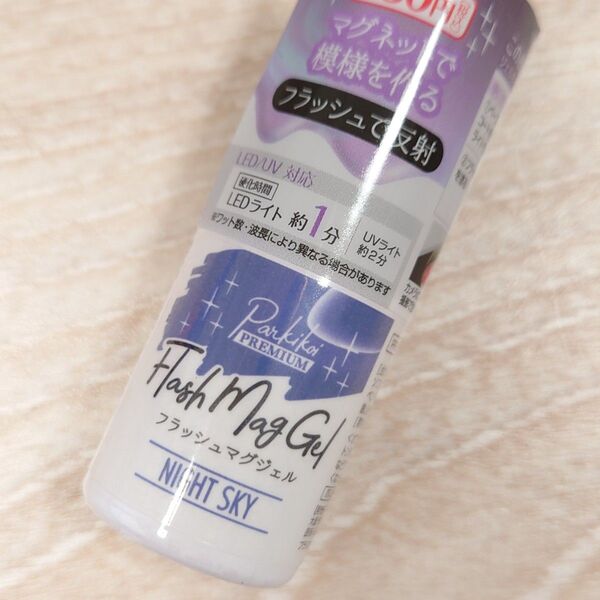 マグネットで
模様を作る
フラッシュで反射
LED/UV 対応
硬化時間
LEDライト 約1分
UVライト
約2分
※ワット数・波長により異なる場合があります
Parkikoi
PREMIUM
Flash Mag Gel
フラッシュマグジェル
NIGHT SKY